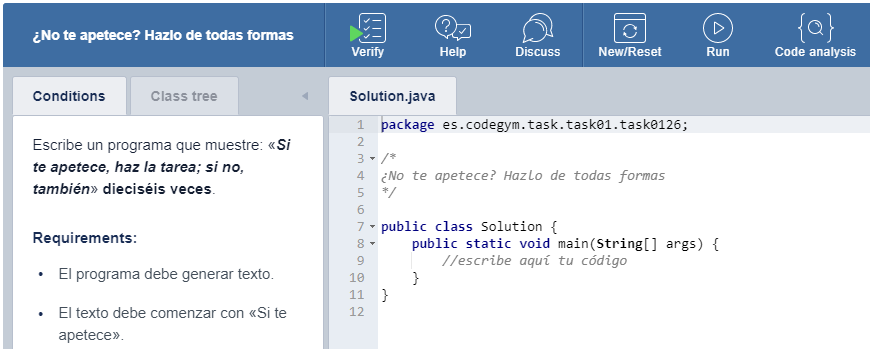 ¿No te apetece? Hazlo de todas formas
Verify
Help
Discuss
New/Reset
Run
Code analysis
Conditions
Class tree
Escribe un programa que muestre: «Si
te apetece, haz la tarea; si no,
también» dieciséis veces.
Requirements:
• El programa debe generar texto.
• El texto debe comenzar con «Si te
apetece».
Solution.java
1 package es.codegym.task.task01.task0126;
2
3 /*
4 ¿No te apetece? Hazlo de todas formas
5 */
6
7 public class Solution {
8 public static void main(String[] args) {
9 //escribe aquí tu código
10 }
11 }
12